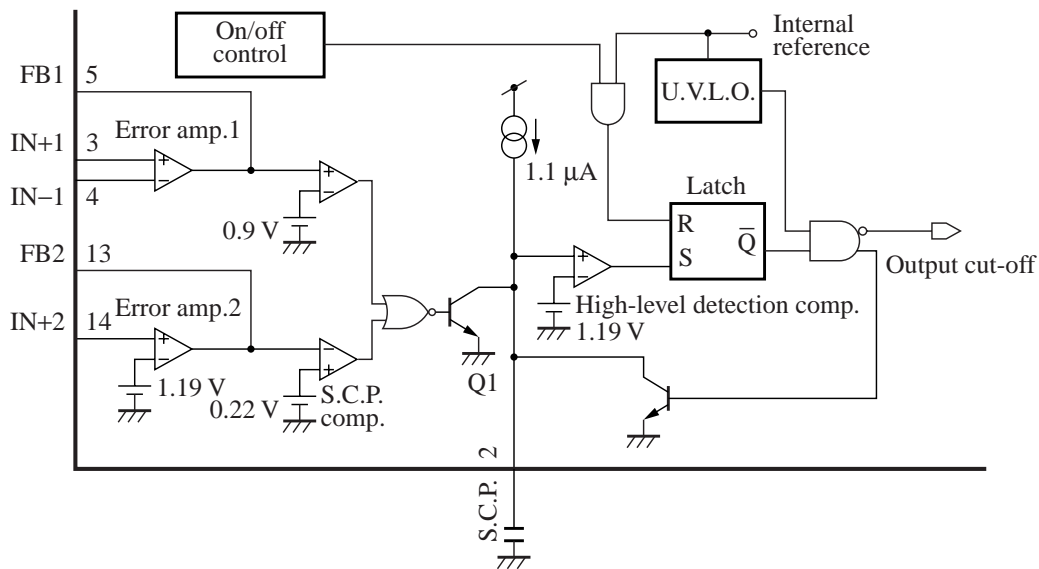 On/off
control
Internal
reference
FB1
5
U.V.L.O.
IN+1
3
Error amp.1
+
−
+
−
1.1 µA
IN−1
4
0.9 V
Latch
R
Q̅
S
FB2
13
+
−
Output cut-off
High-level detection comp.
1.19 V
IN+2
14
Error amp.2
+
−
−
+
Q1
1.19 V
0.22 V
S.C.P.
comp.
2
S.C.P.